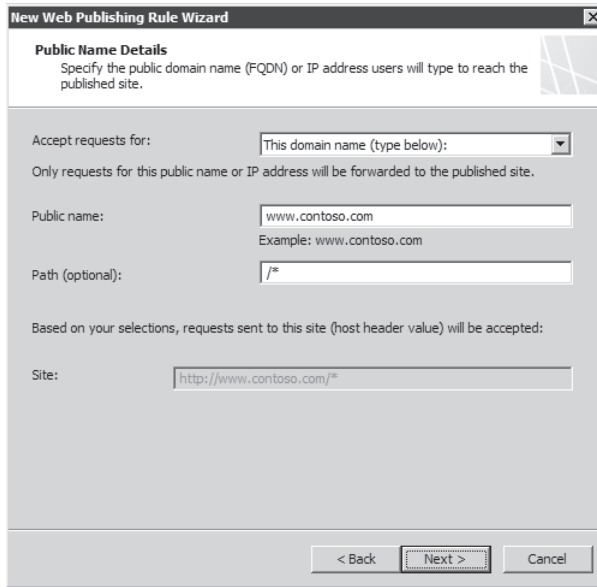 New Web Publishing Rule Wizard
Public Name Details
Specify the public domain name (FQDN) or IP address users will type to reach the
published site.
Accept requests for: This domain name (type below):
Only requests for this public name or IP address will be forwarded to the published site.
Public name: www.contoso.com
Example: www.contoso.com
Path (optional): /*
Based on your selections, requests sent to this site (host header value) will be accepted:
Site: http://www.contoso.com/*
< Back Next > Cancel